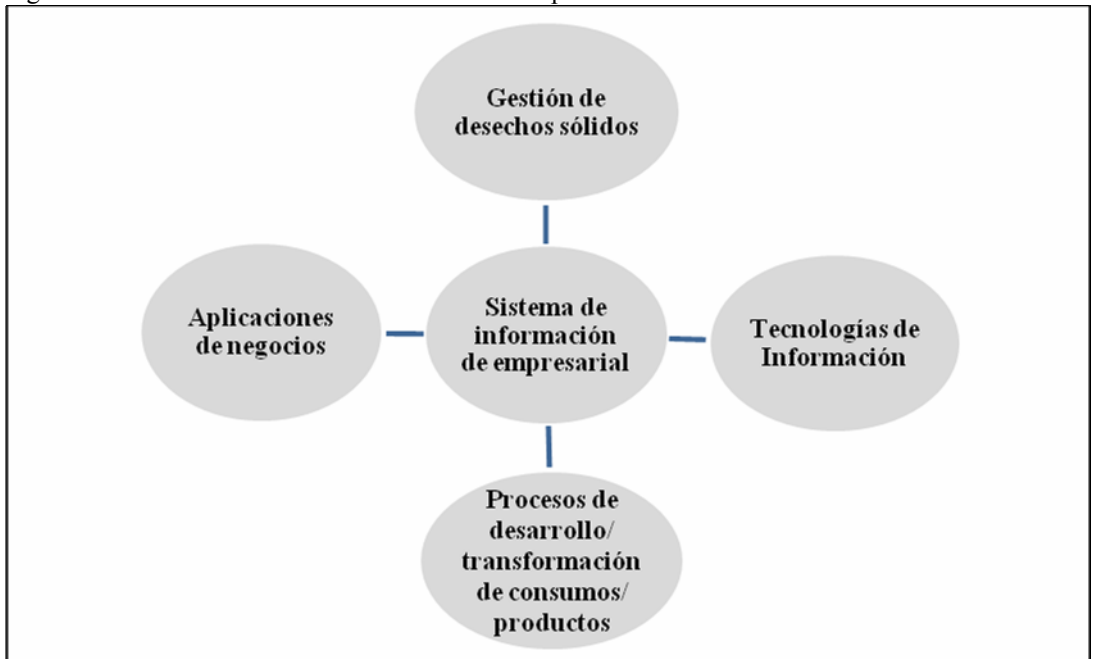 Gestión de
desechos sólidos
Aplicaciones
de negocios
Sistema de
información
de empresarial
Tecnologías de
Información
Procesos de
desarrollo/
transformación
de consumos/
productos